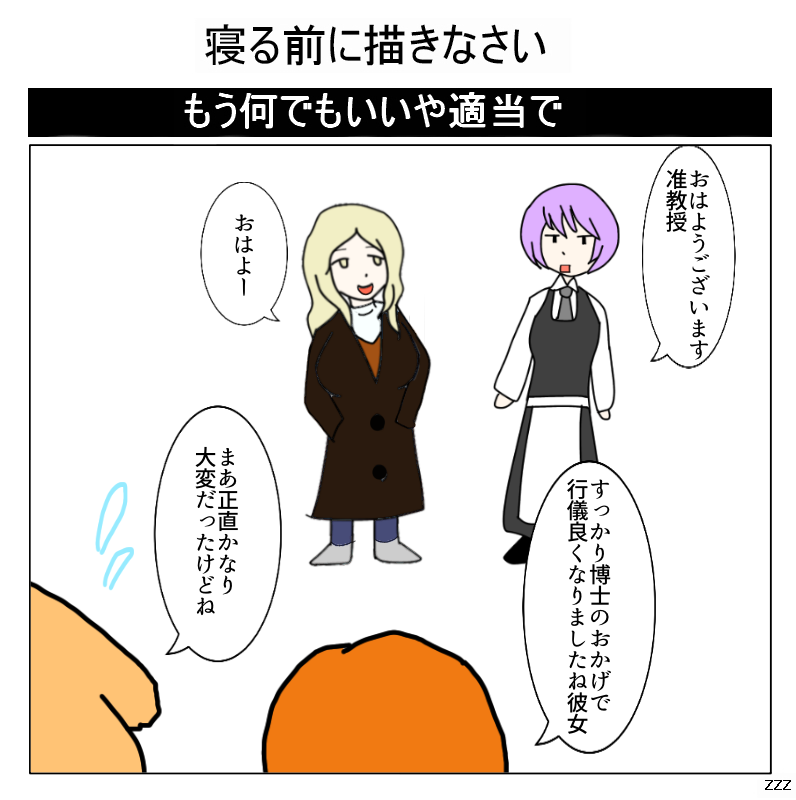 寝る前に描きなさい
もう何でもいいや適当で
おはようございます
准教授
おはよー
すっかり博士のおかげで
行儀良くなりましたね彼女
まあ正直かなり
大変だったけどね
zzz